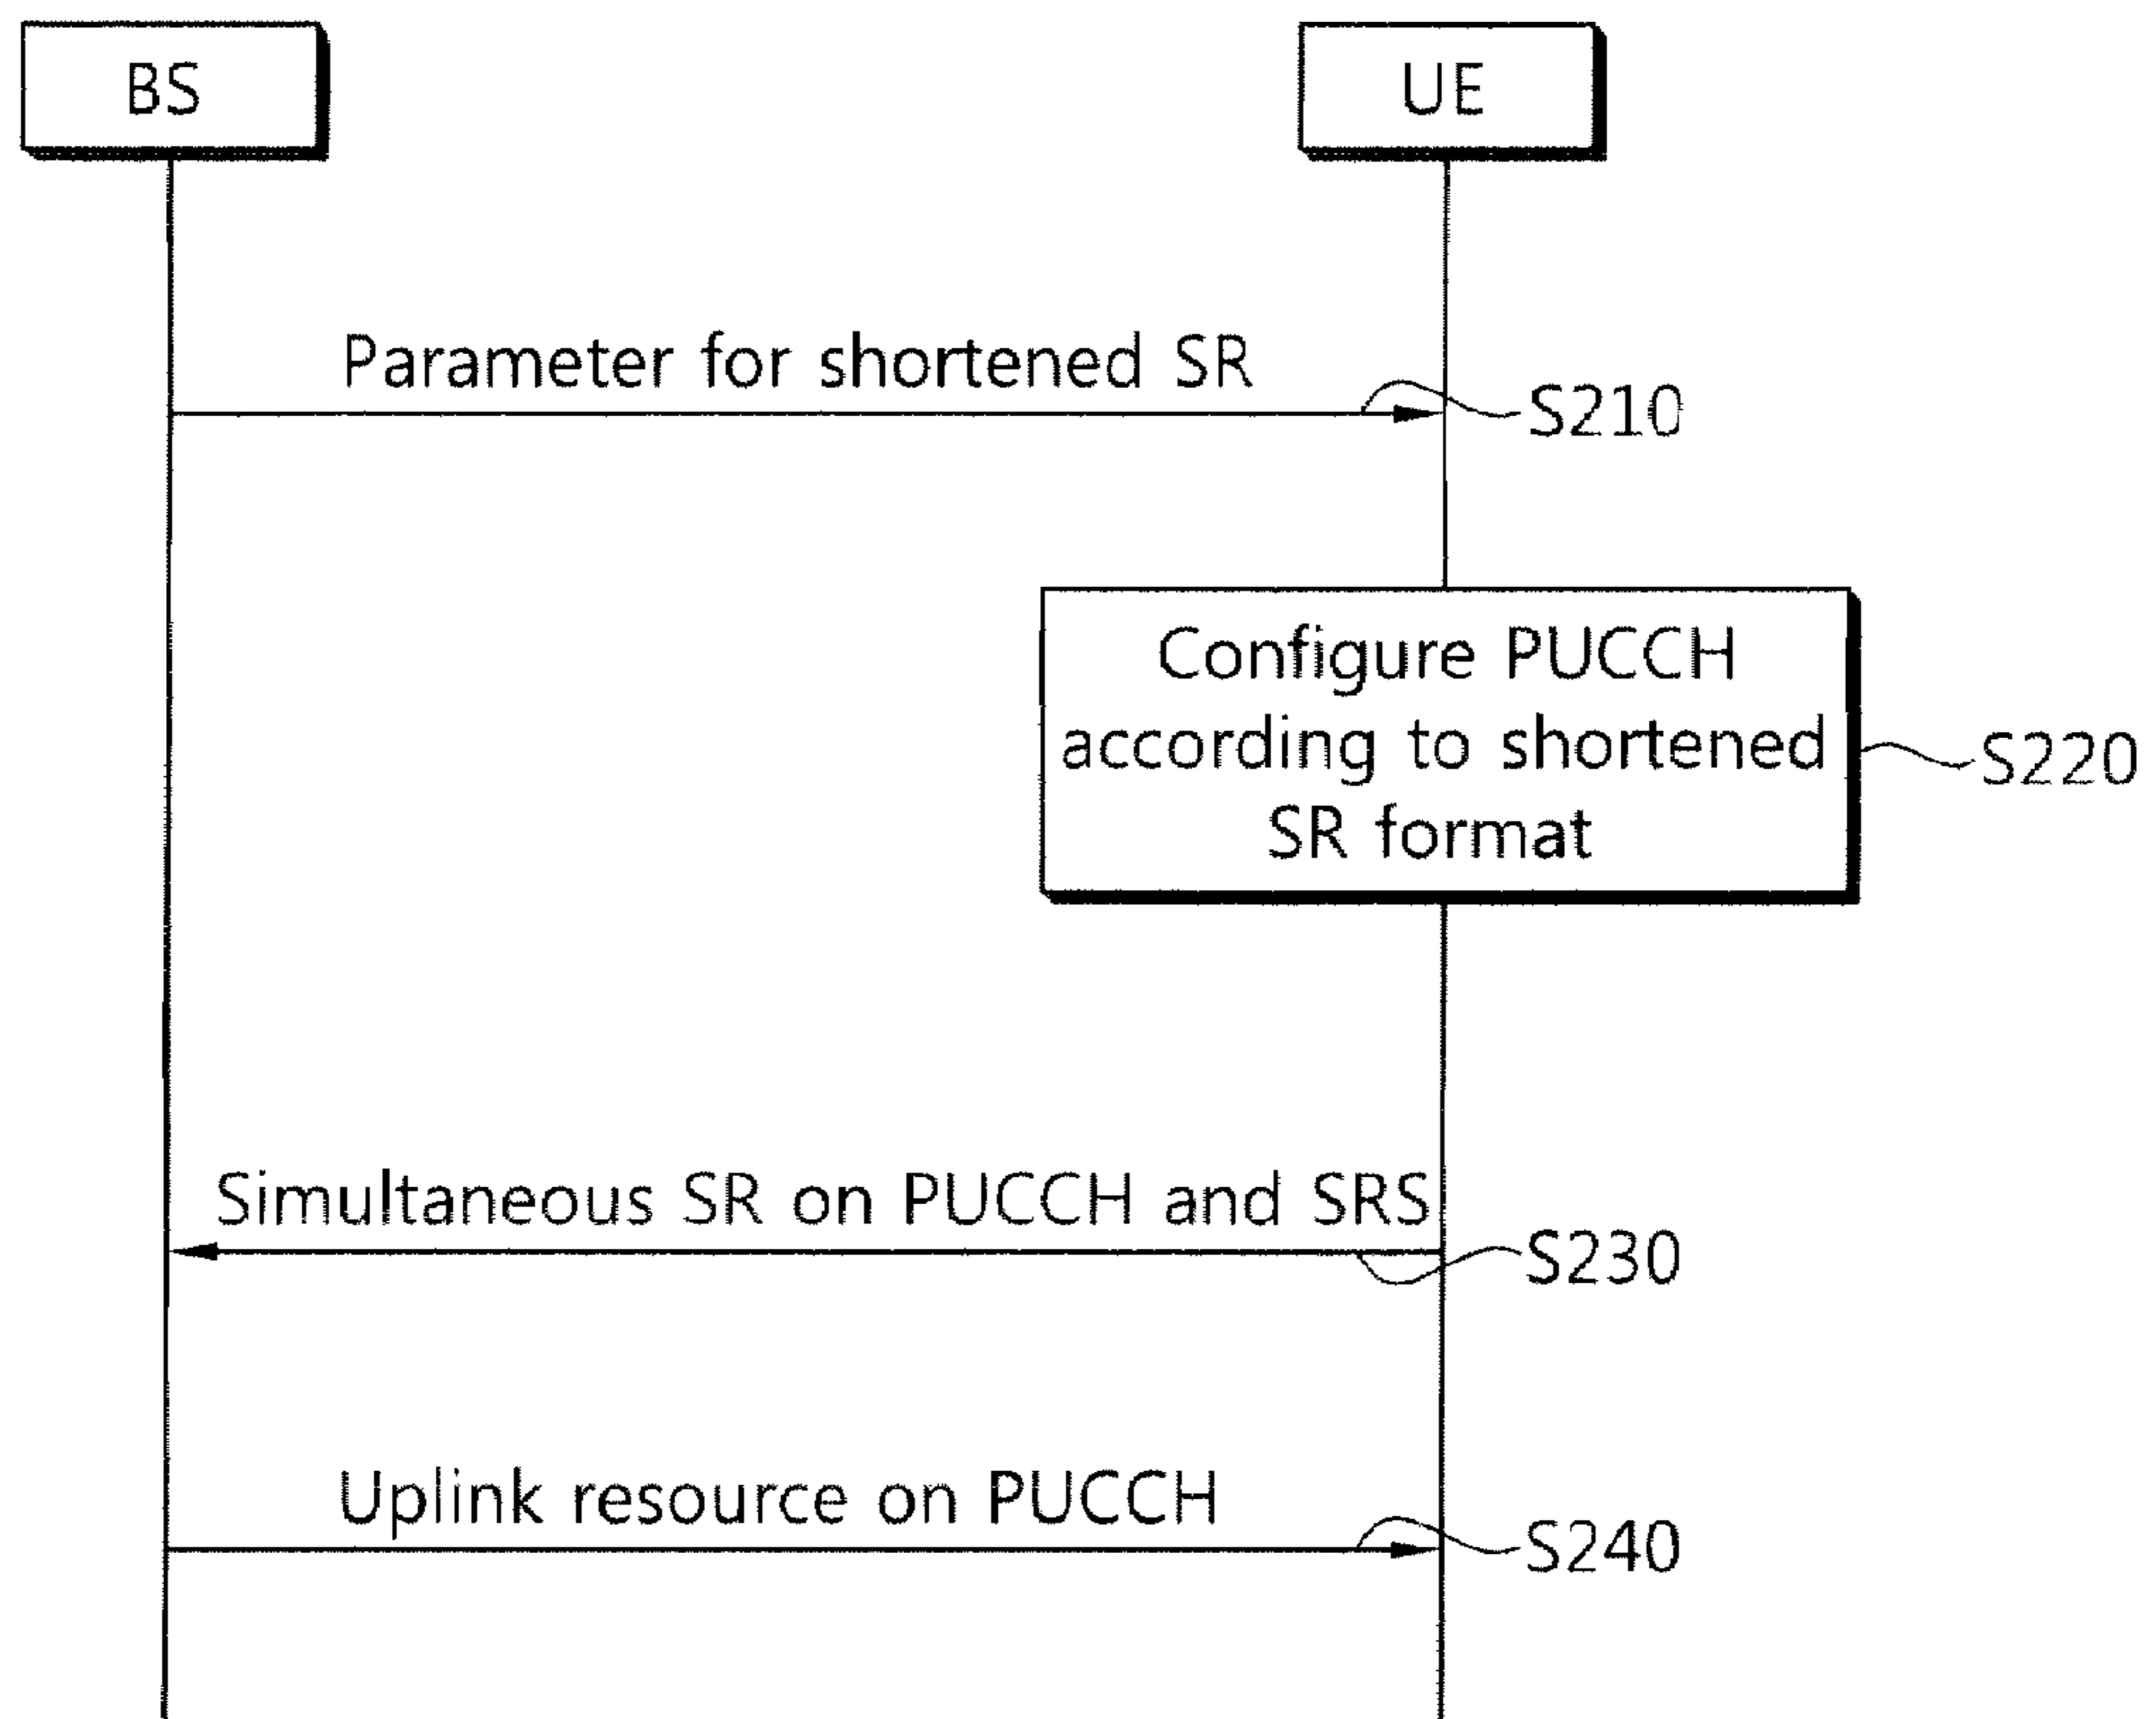 BS
UE
Parameter for shortened SR
S210
Configure PUCCH
according to shortened
SR format
S220
Simultaneous SR on PUCCH and SRS
S230
Uplink resource on PUCCH
S240